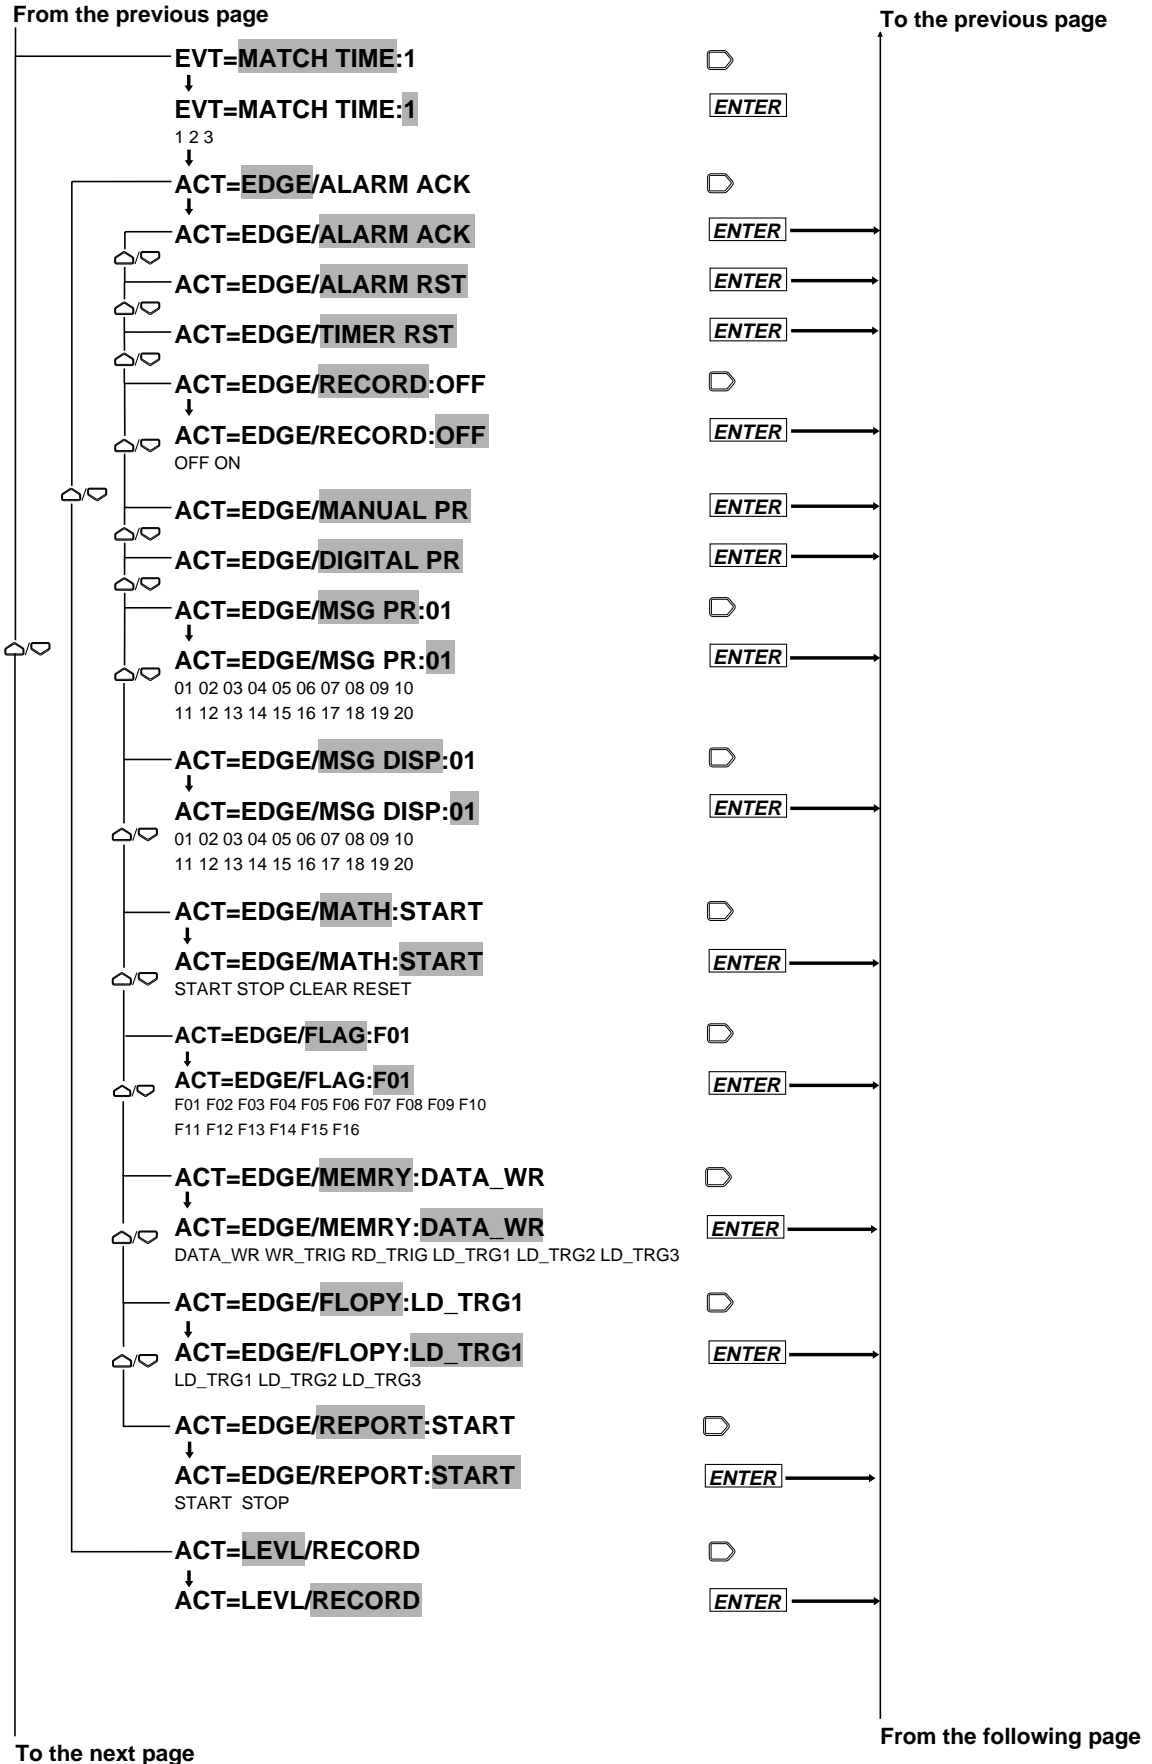 From the previous page
To the previous page
EVT=MATCH TIME:1
EVT=MATCH TIME:1 ENTER
1 2 3
ACT=EDGE/ALARM ACK
ACT=EDGE/ALARM ACK ENTER
/
ACT=EDGE/ALARM RST ENTER
/
ACT=EDGE/TIMER RST ENTER
/
ACT=EDGE/RECORD:OFF
ACT=EDGE/RECORD:OFF ENTER
/
OFF ON
/
ACT=EDGE/MANUAL PR ENTER
/
ACT=EDGE/DIGITAL PR ENTER
/
ACT=EDGE/MSG PR:01
/
ACT=EDGE/MSG PR:01 ENTER
/
01 02 03 04 05 06 07 08 09 10
11 12 13 14 15 16 17 18 19 20
ACT=EDGE/MSG DISP:01
ACT=EDGE/MSG DISP:01 ENTER
/
01 02 03 04 05 06 07 08 09 10
11 12 13 14 15 16 17 18 19 20
ACT=EDGE/MATH:START
ACT=EDGE/MATH:START ENTER
/
START STOP CLEAR RESET
ACT=EDGE/FLAG:F01
ACT=EDGE/FLAG:F01 ENTER
/
F01 F02 F03 F04 F05 F06 F07 F08 F09 F10
F11 F12 F13 F14 F15 F16
ACT=EDGE/MEMRY:DATA_WR
ACT=EDGE/MEMRY:DATA_WR ENTER
/
DATA_WR WR_TRIG RD_TRIG LD_TRG1 LD_TRG2 LD_TRG3
ACT=EDGE/FLOPY:LD_TRG1
ACT=EDGE/FLOPY:LD_TRG1 ENTER
/
LD_TRG1 LD_TRG2 LD_TRG3
ACT=EDGE/REPORT:START
ACT=EDGE/REPORT:START ENTER
START STOP
ACT=LEVL/RECORD
ACT=LEVL/RECORD ENTER
From the following page
To the next page